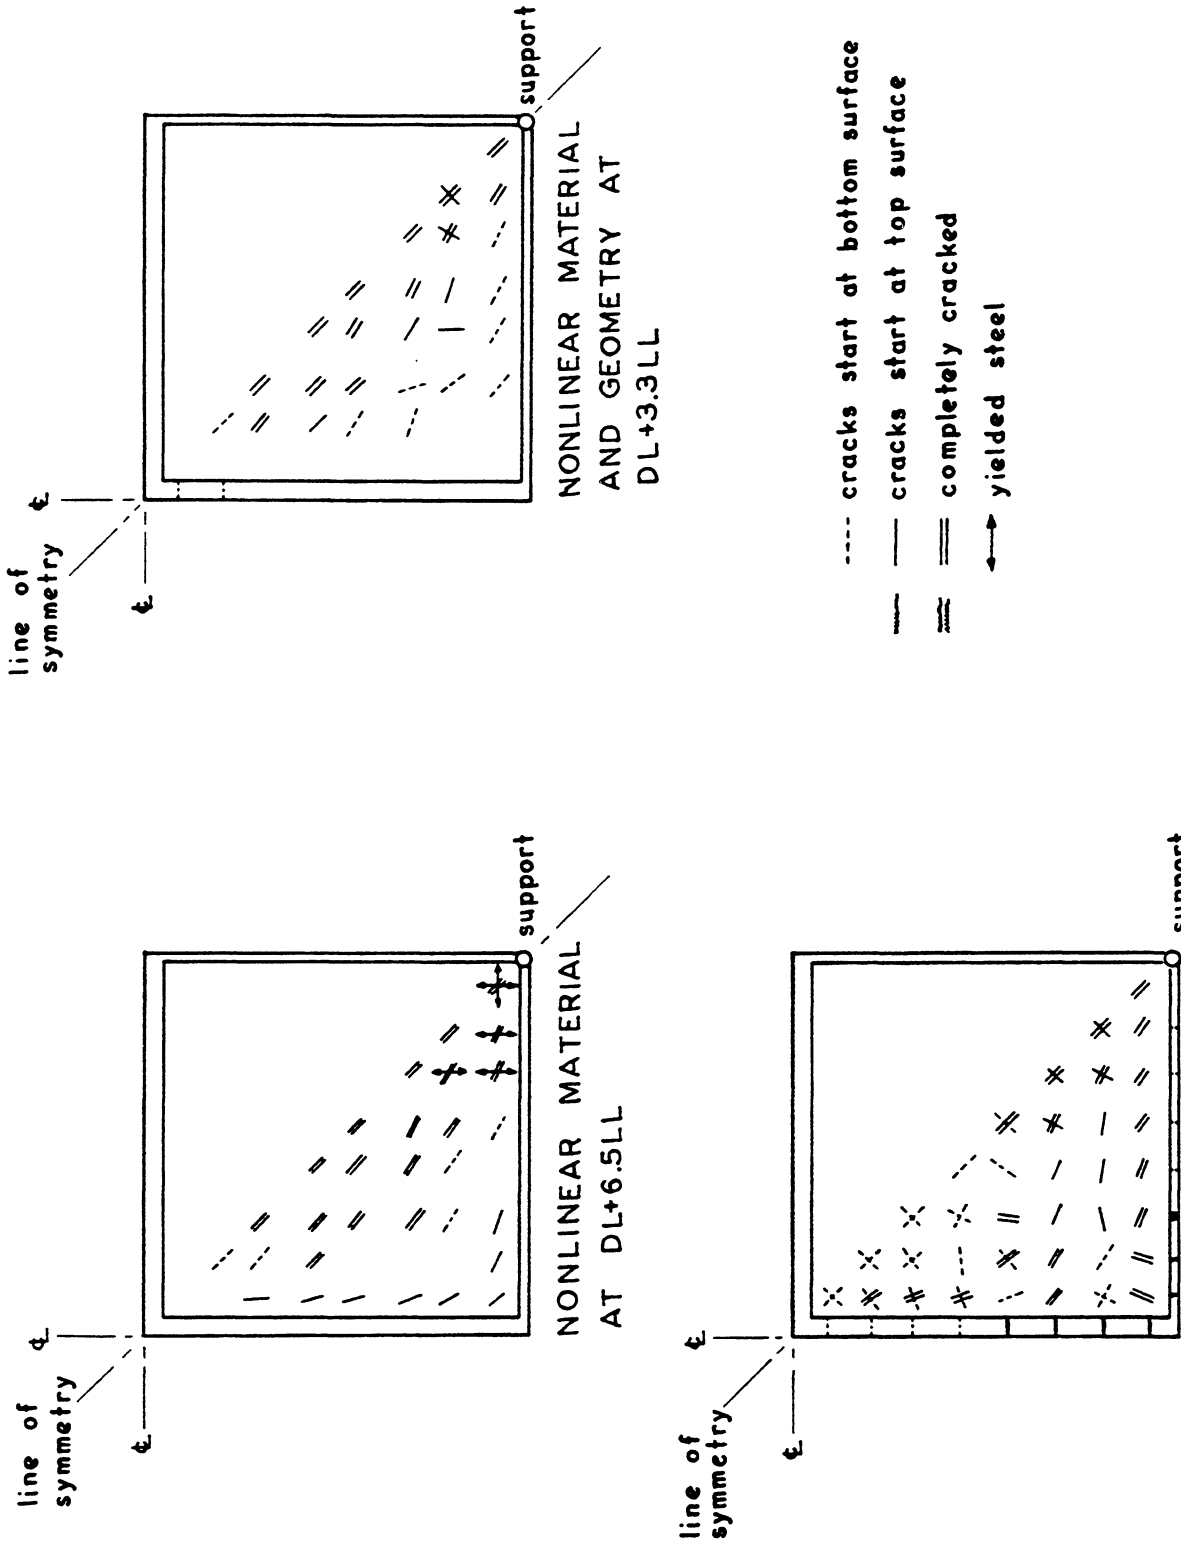 line of
symmetry
℄
℄
support
NONLINEAR MATERIAL
AT DL+6.5LL
line of
symmetry
℄
℄
support
NONLINEAR MATERIAL
AND GEOMETRY AT
DL+3.3LL
line of
symmetry
℄
℄
support
cracks start at bottom surface
cracks start at top surface
completely cracked
yielded steel